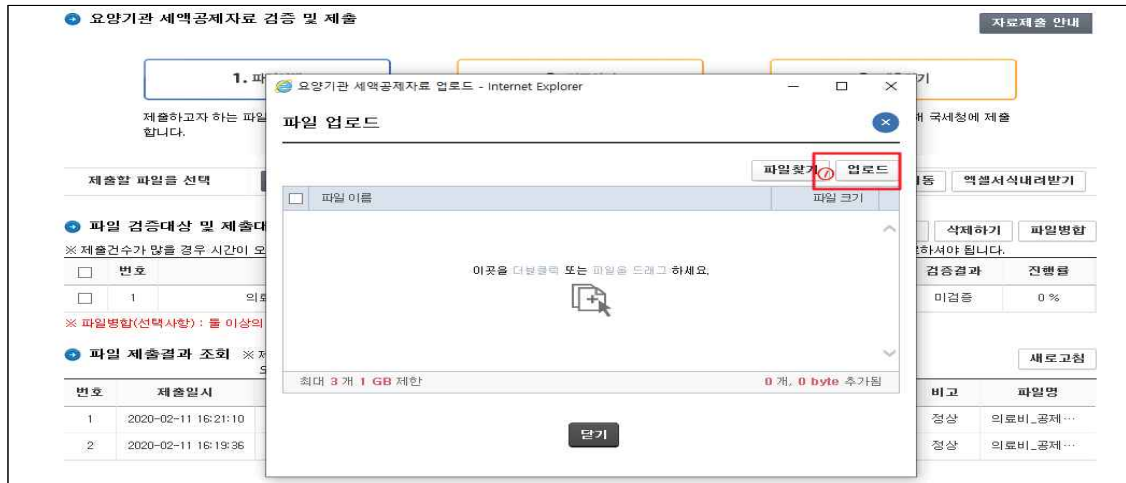 요양기관 세액공제자료 검증 및 제출
자료제출 안내
1. 파
기
제출하고자 하는 파일
합니다.
국세청에 제출
요양기관 세액공제자료 업로드 - Internet Explorer
파일 업로드
파일찾기 ① 업로드
파일 이름 파일 크기
이곳을 더블클릭 또는 파일을 드래그 하세요.
최대 3 개 1 GB 제한 0 개, 0 byte 추가됨
닫기
제출할 파일을 선택
이동 엑셀서식내려받기
파일 검증대상 및 제출대
삭제하기 파일병합
※ 제출건수가 많을 경우 시간이 오
하셔야 됩니다.
번호 검증결과 진행률
1 의료 미검증 0 %
※ 파일병합(선택사항) : 둘 이상의
파일 제출결과 조회 ※ 제
새로고침
번호 제출일시 비고 파일명
1 2020-02-11 16:21:10 정상 의료비_공제…
2 2020-02-11 16:19:36 정상 의료비_공제…